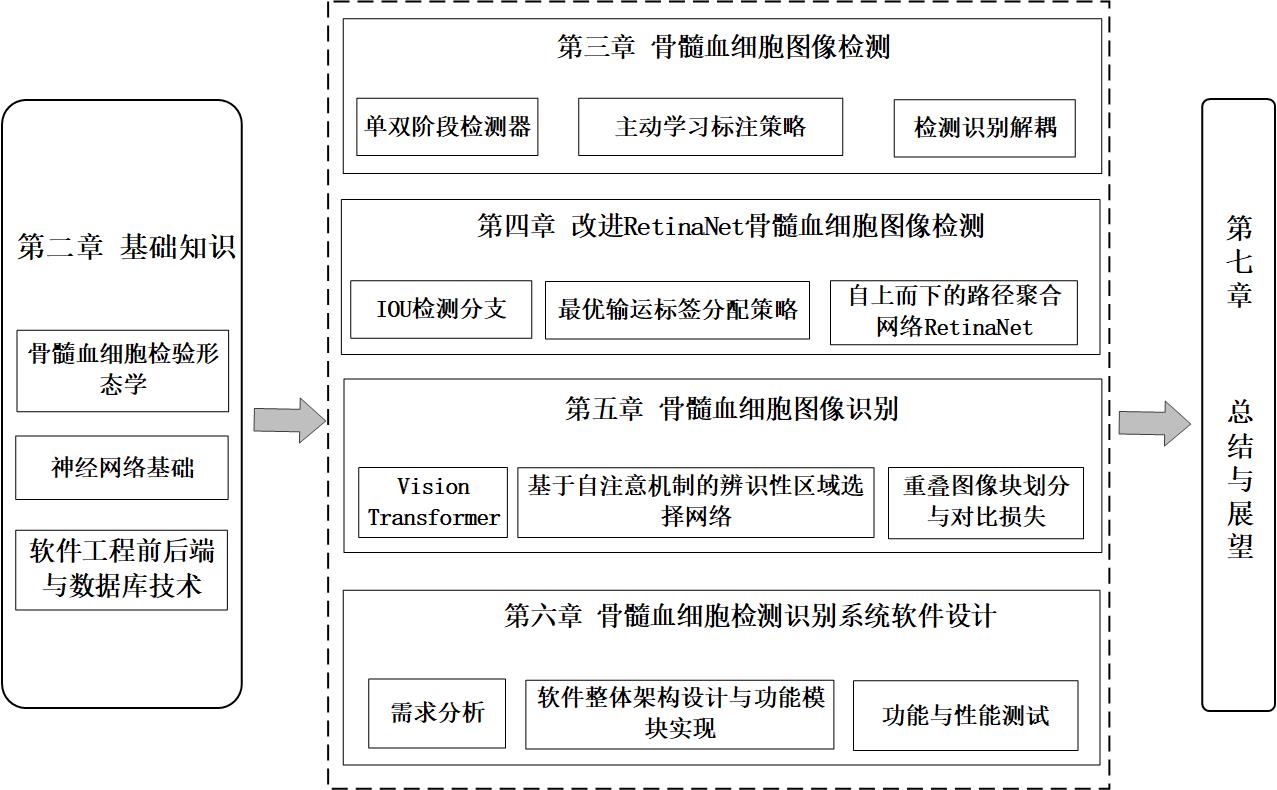 第二章 基础知识
骨髓血细胞检验形
态学
神经网络基础
软件工程前后端
与数据库技术
第三章 骨髓血细胞图像检测
单双阶段检测器
主动学习标注策略
检测识别解耦
第四章 改进RetinaNet骨髓血细胞图像检测
IOU检测分支
最优输运标签分配策略
自上而下的路径聚合
网络RetinaNet
第五章 骨髓血细胞图像识别
Vision
Transformer
基于自注意机制的辨识性区域选
择网络
重叠图像块划分
与对比损失
第六章 骨髓血细胞检测识别系统软件设计
需求分析
软件整体架构设计与功能模
块实现
功能与性能测试
第七章 总结与展望